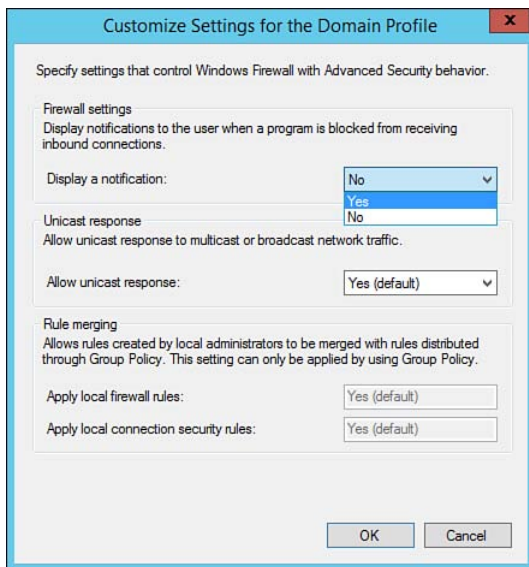 Customize Settings for the Domain Profile
x
Specify settings that control Windows Firewall with Advanced Security behavior.
Firewall settings
Display notifications to the user when a program is blocked from receiving
inbound connections.
Display a notification:
No
Yes
No
Unicast response
Allow unicast response to multicast or broadcast network traffic.
Allow unicast response:
Yes (default)
Rule merging
Allows rules created by local administrators to be merged with rules distributed
through Group Policy. This setting can only be applied by using Group Policy.
Apply local firewall rules:
Yes (default)
Apply local connection security rules:
Yes (default)
OK
Cancel